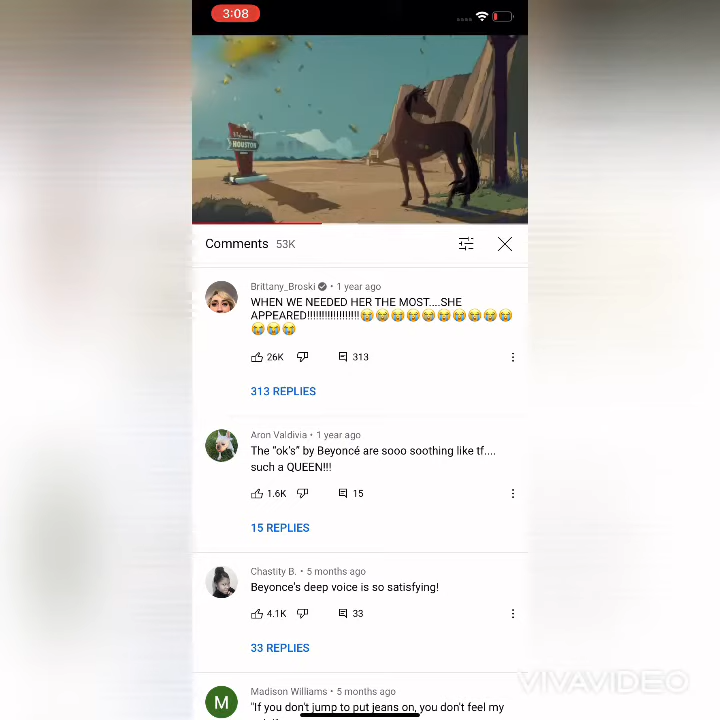 3:08
HOUSTON
Comments 53K
Brittany_Broski • 1 year ago
WHEN WE NEEDED HER THE MOST....SHE
APPEARED!!!!!!!!!!!!!!!!!!😭😭😭😭😭😭😭😭😭😭
😭😭😭
26K 313
313 REPLIES
Aron Valdivia • 1 year ago
The "ok's" by Beyoncé are sooo soothing like tf....
such a QUEEN!!!
1.6K 15
15 REPLIES
Chastity B. • 5 months ago
Beyonce's deep voice is so satisfying!
4.1K 33
33 REPLIES
M
Madison Williams • 5 months ago
"If you don't jump to put jeans on, you don't feel my
VIVAVIDEO